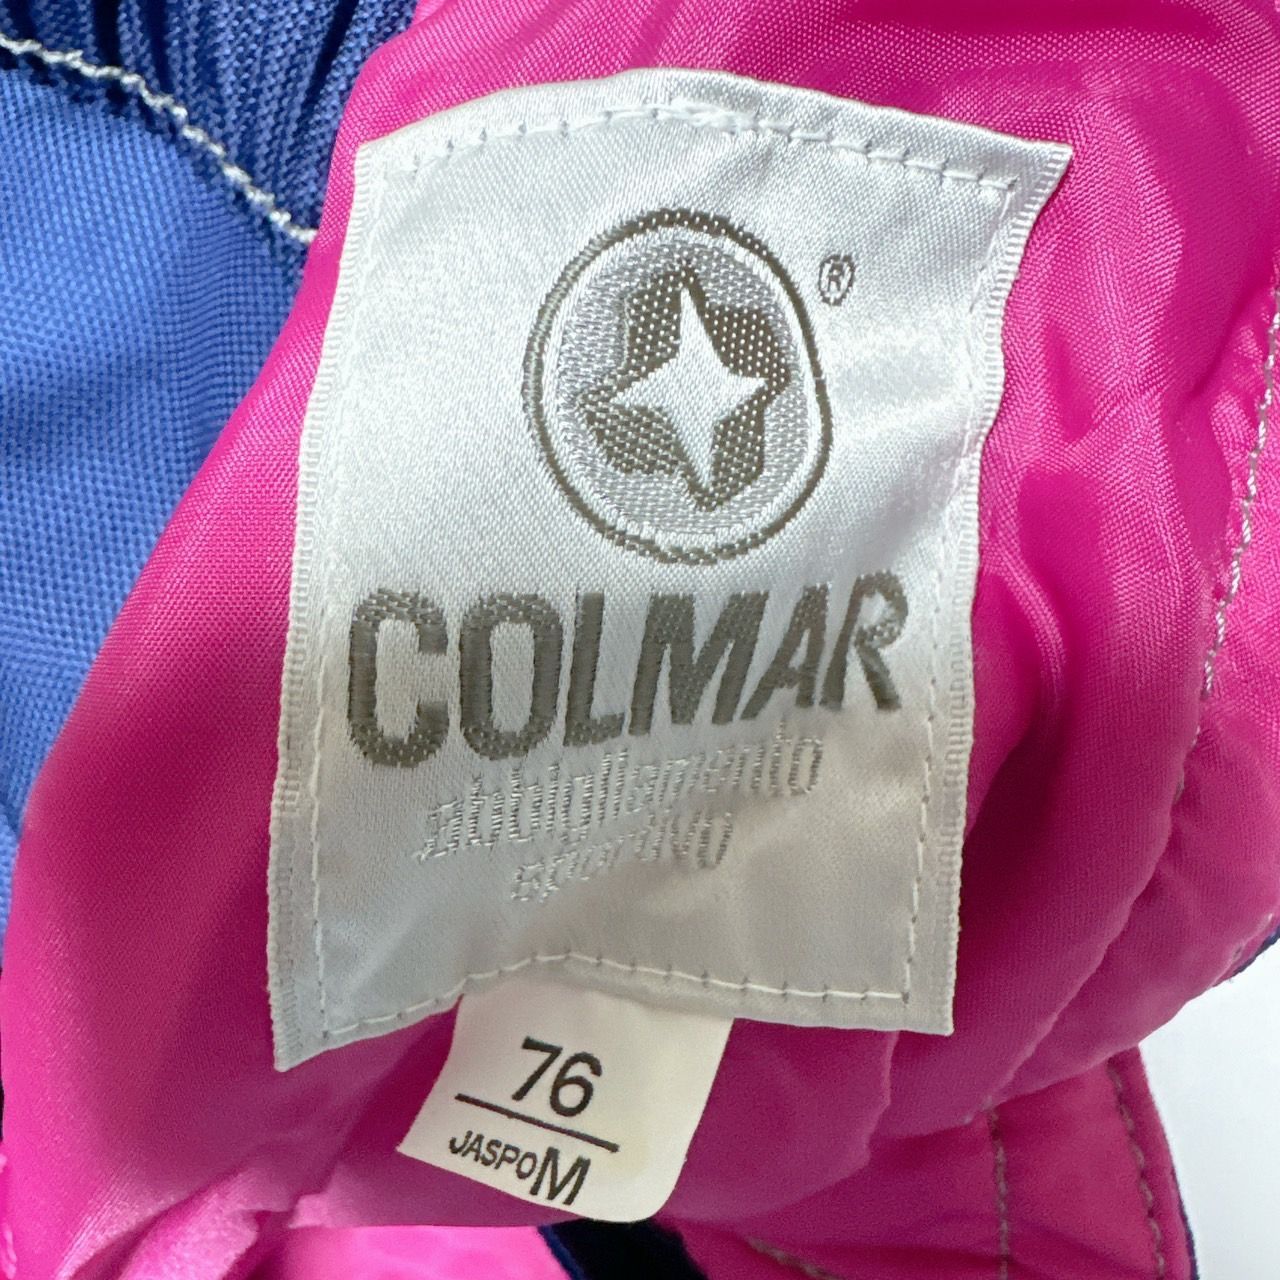 ®
COLMAR
abbigliamento
sportivo
76
JASPO M